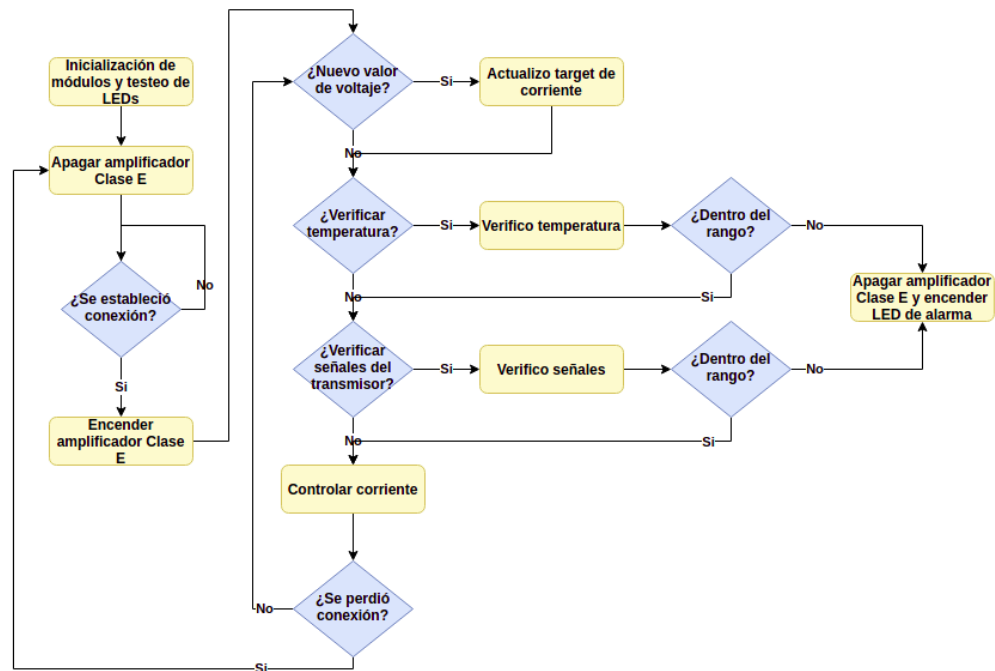 Inicialización de
módulos y testeo de
LEDs
Apagar amplificador
Clase E
¿Se estableció
conexión?
No
Si
Encender
amplificador Clase
E
¿Nuevo valor
de voltaje?
Si
Actualizo target de
corriente
No
¿Verificar
temperatura?
Si
Verifico temperatura
¿Dentro del
rango?
No
Si
No
Apagar amplificador
Clase E y encender
LED de alarma
¿Verificar
señales del
transmisor?
Si
Verifico señales
¿Dentro del
rango?
No
Si
No
Controlar corriente
¿Se perdió
conexión?
No
Si